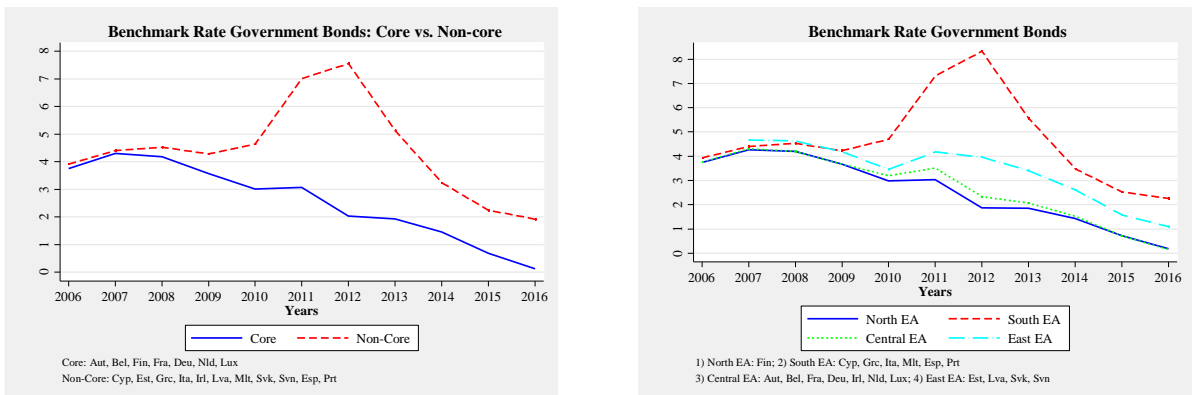 Benchmark Rate Government Bonds: Core vs. Non-core
8
7
6
5
4
3
2
1
0
2006 2007 2008 2009 2010 2011 2012 2013 2014 2015 2016
Years
Core Non-Core
Core: Aut, Bel, Fin, Fra, Deu, Nld, Lux
Non-Core: Cyp, Est, Grc, Ita, Irl, Lva, Mlt, Svk, Svn, Esp, Prt
Benchmark Rate Government Bonds
8
7
6
5
4
3
2
1
0
2006 2007 2008 2009 2010 2011 2012 2013 2014 2015 2016
Years
North EA South EA
Central EA East EA
1) North EA: Fin; 2) South EA: Cyp, Grc, Ita, Mlt, Esp, Prt
3) Central EA: Aut, Bel, Fra, Deu, Irl, Nld, Lux; 4) East EA: Est, Lva, Svk, Svn